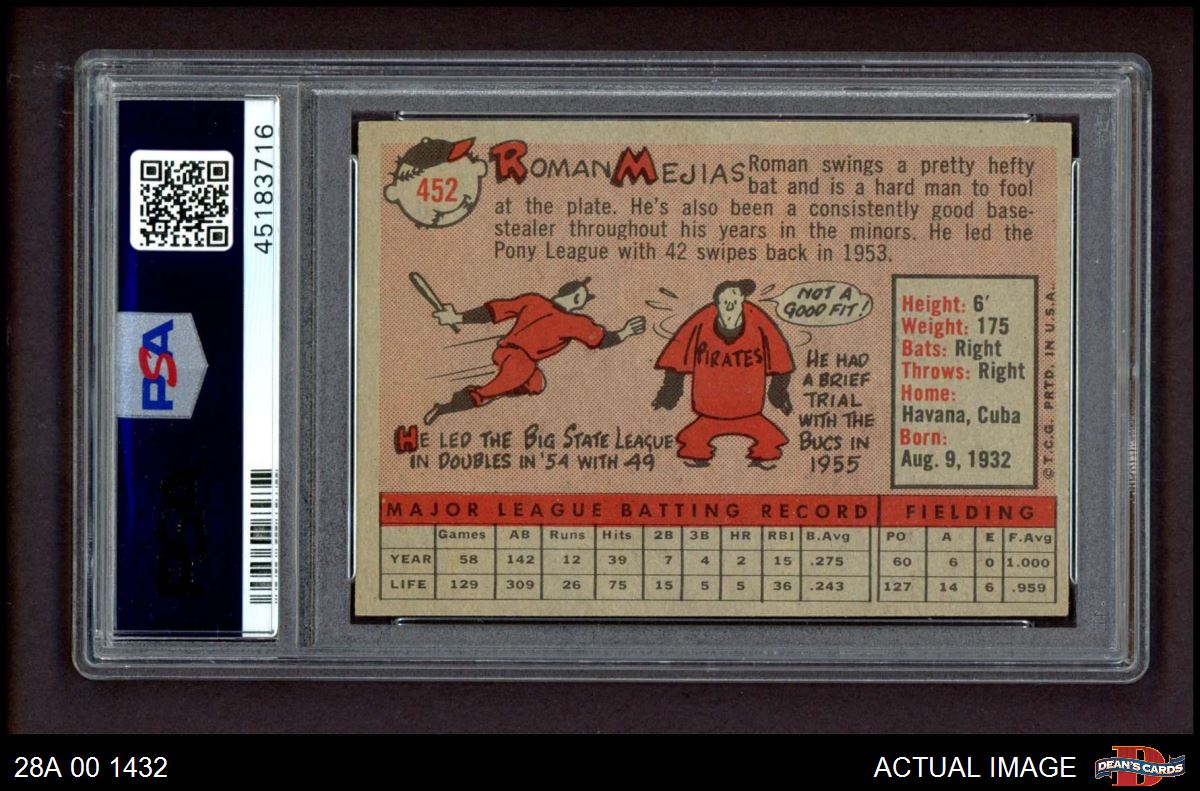 45183716
PSA
452
ROMAN MEJIAS
Roman swings a pretty hefty
bat and is a hard man to fool
at the plate. He's also been a consistently good base-
stealer throughout his years in the minors. He led the
Pony League with 42 swipes back in 1953.
NOT A
GOOD FIT!
PIRATES
HE LED THE BIG STATE LEAGUE
IN DOUBLES IN '54 WITH 49
HE HAD
A BRIEF
TRIAL
WITH THE
BUCS IN
1955
Height: 6'
Weight: 175
Bats: Right
Throws: Right
Home:
Havana, Cuba
Born:
Aug. 9, 1932
© T.C.G. PRTD. IN U.S.A.
MAJOR LEAGUE BATTING RECORD FIELDING
Games AB Runs Hits 2B 3B HR RBI B.Avg PO A E F.Avg
YEAR 58 142 12 39 7 4 2 15 .275 60 6 0 1.000
LIFE 129 309 26 75 15 5 5 36 .243 127 14 6 .959
28A 00 1432
ACTUAL IMAGE
DEAN'S CARDS